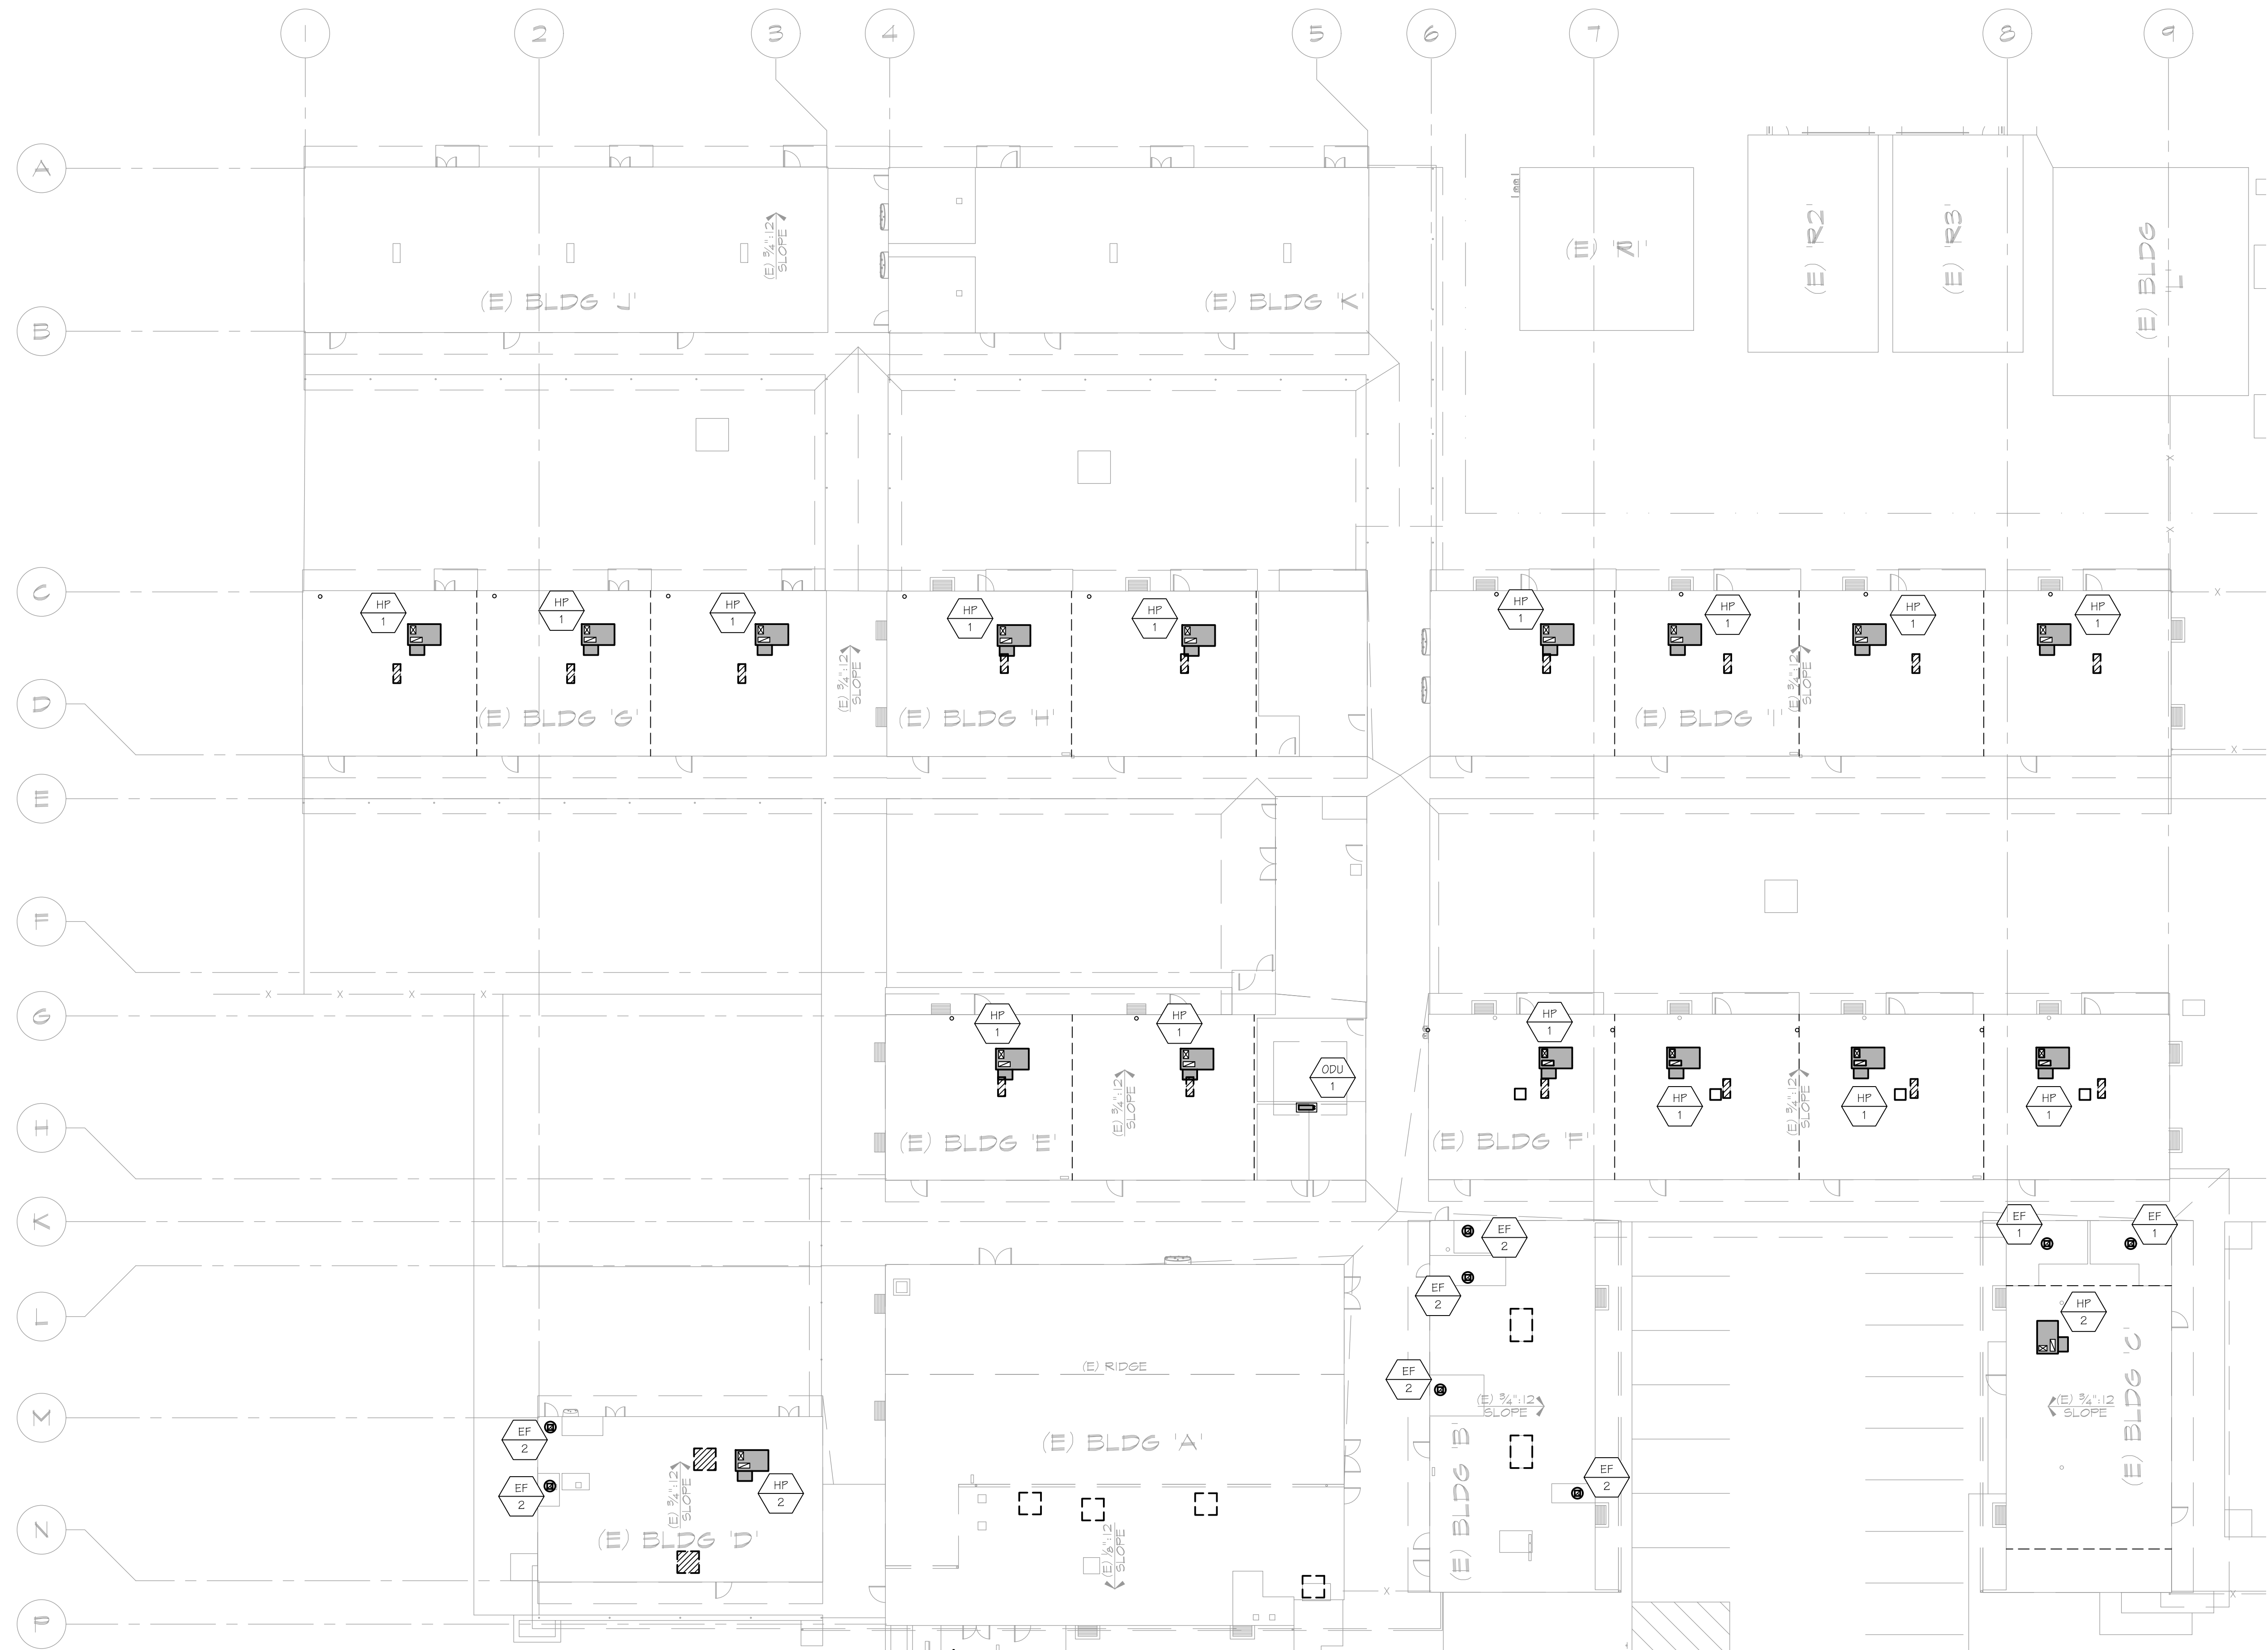 1 2 3 4 5 6 7 8 9
A
(E) 3/4":12
SLOPE
(E) 'R1'
(E) 'R2'
(E) 'R3'
(E) BLDG
'L'
(E) BLDG 'J'
(E) BLDG 'K'
B
X
X
C
X
HP
1
HP
1
HP
1
HP
1
HP
1
HP
1
HP
1
HP
1
HP
1
(E) 3/4":12
SLOPE
(E) 3/4":12
SLOPE
D
(E) BLDG 'G'
(E) BLDG 'H'
(E) BLDG 'I'
X
E
F
X X X X
G
HP
1
HP
1
HP
1
ODU
1
HP
1
HP
1
HP
1
(E) 3/4":12
SLOPE
(E) 3/4":12
SLOPE
H
(E) BLDG 'E'
(E) BLDG 'F'
K
EF
2
EF
1
EF
1
EF
2
HP
2
L
(E) RIDGE
EF
2
(E) 3/4":12
SLOPE
(E) 3/4":12
SLOPE
(E) BLDG 'C'
M
EF
2
(E) BLDG 'A'
(E) BLDG 'B'
EF
2
EF
2
HP
2
(E) 3/4":12
SLOPE
N
(E) BLDG 'D'
(E) 1/8":12
SLOPE
X
X
P